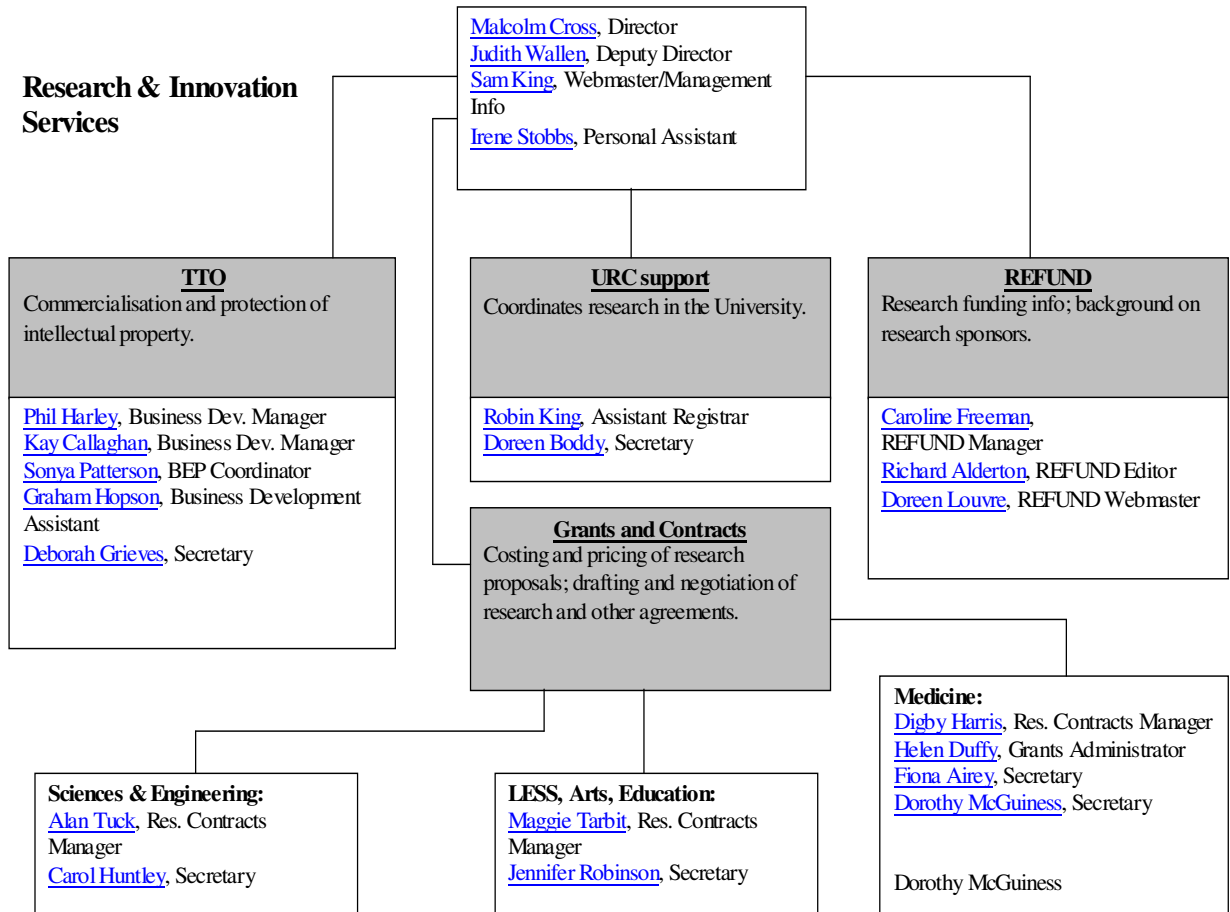 Research & Innovation
Services
Malcolm Cross, Director
Judith Wallen, Deputy Director
Sam King, Webmaster/Management
Info
Irene Stobbs, Personal Assistant
TTO
Commercialisation and protection of
intellectual property.
Phil Harley, Business Dev. Manager
Kay Callaghan, Business Dev. Manager
Sonya Patterson, BEP Coordinator
Graham Hopson, Business Development
Assistant
Deborah Grieves, Secretary
URC support
Coordinates research in the University.
Robin King, Assistant Registrar
Doreen Boddy, Secretary
REFUND
Research funding info; background on
research sponsors.
Caroline Freeman,
REFUND Manager
Richard Alderton, REFUND Editor
Doreen Louvre, REFUND Webmaster
Grants and Contracts
Costing and pricing of research
proposals; drafting and negotiation of
research and other agreements.
Sciences & Engineering:
Alan Tuck, Res. Contracts
Manager
Carol Huntley, Secretary
LESS, Arts, Education:
Maggie Tarbit, Res. Contracts
Manager
Jennifer Robinson, Secretary
Medicine:
Digby Harris, Res. Contracts Manager
Helen Duffy, Grants Administrator
Fiona Airey, Secretary
Dorothy McGuiness, Secretary
Dorothy McGuiness